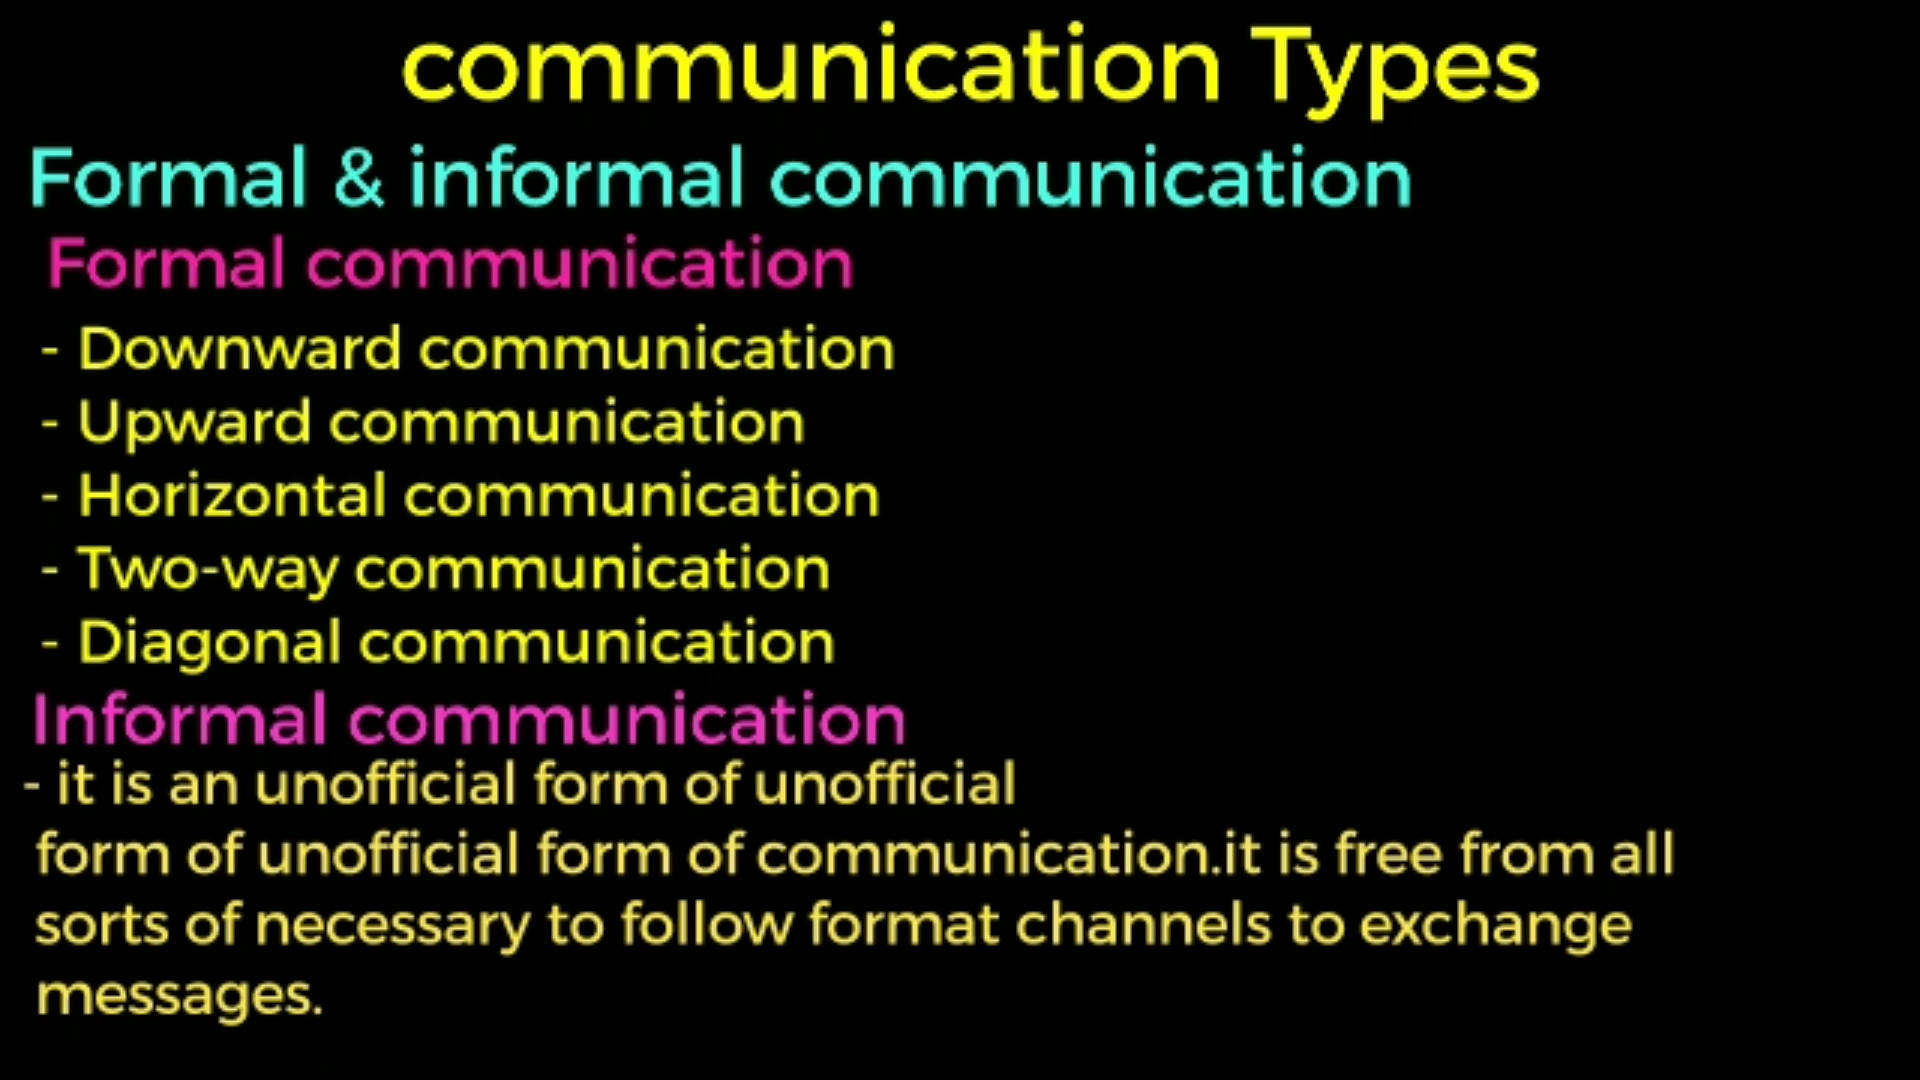 communication Types
Formal & informal communication
Formal communication
- Downward communication
- Upward communication
- Horizontal communication
- Two-way communication
- Diagonal communication
Informal communication
- it is an unofficial form of unofficial
form of unofficial form of communication.it is free from all
sorts of necessary to follow format channels to exchange
messages.